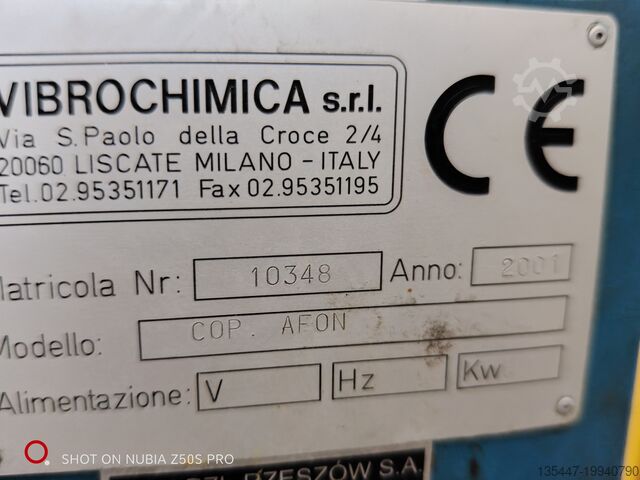 VIBROCHIMICA s.r.l.
Via S.Paolo della Croce 2/4
20060 LISCATE MILANO - ITALY
Tel.02.95351171 Fax 02.95351195
CE
Matricola Nr: 10348 Anno: 2001
Modello: COP. AFON
Alimentazione: V Hz Kw
RZESZÓW S.A.
SHOT ON NUBIA Z50S PRO
135447-19940790